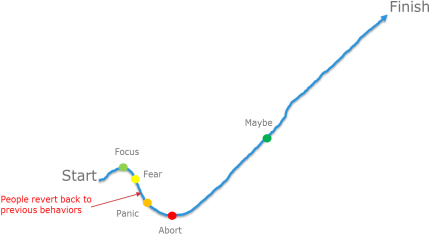 Finish
Maybe
Focus
Start
Fear
People revert back to
previous behaviors
Panic
Abort